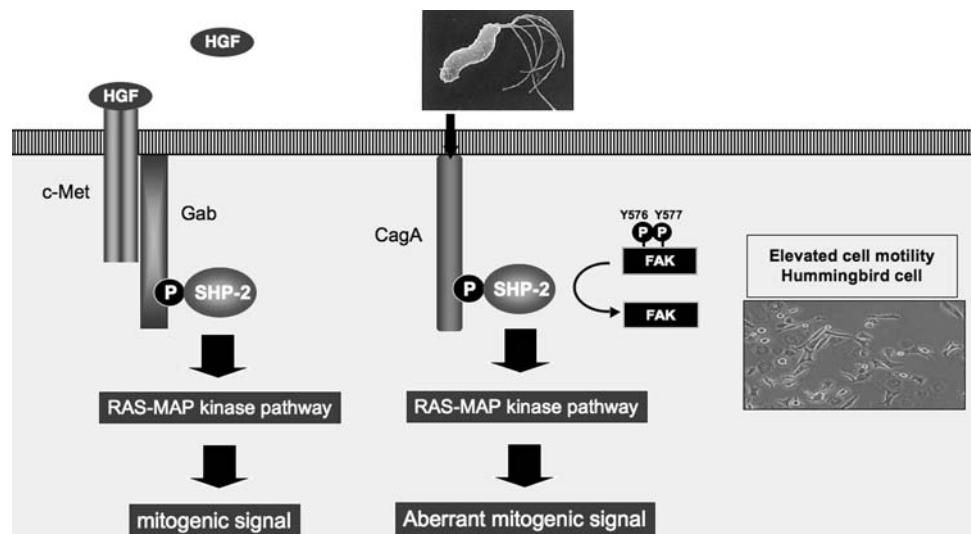 HGF
HGF
c-Met
Gab
P
SHP-2
RAS-MAP kinase pathway
mitogenic signal
CagA
P
SHP-2
RAS-MAP kinase pathway
Aberrant mitogenic signal
Y576 Y577
P P
FAK
FAK
Elevated cell motility
Hummingbird cell